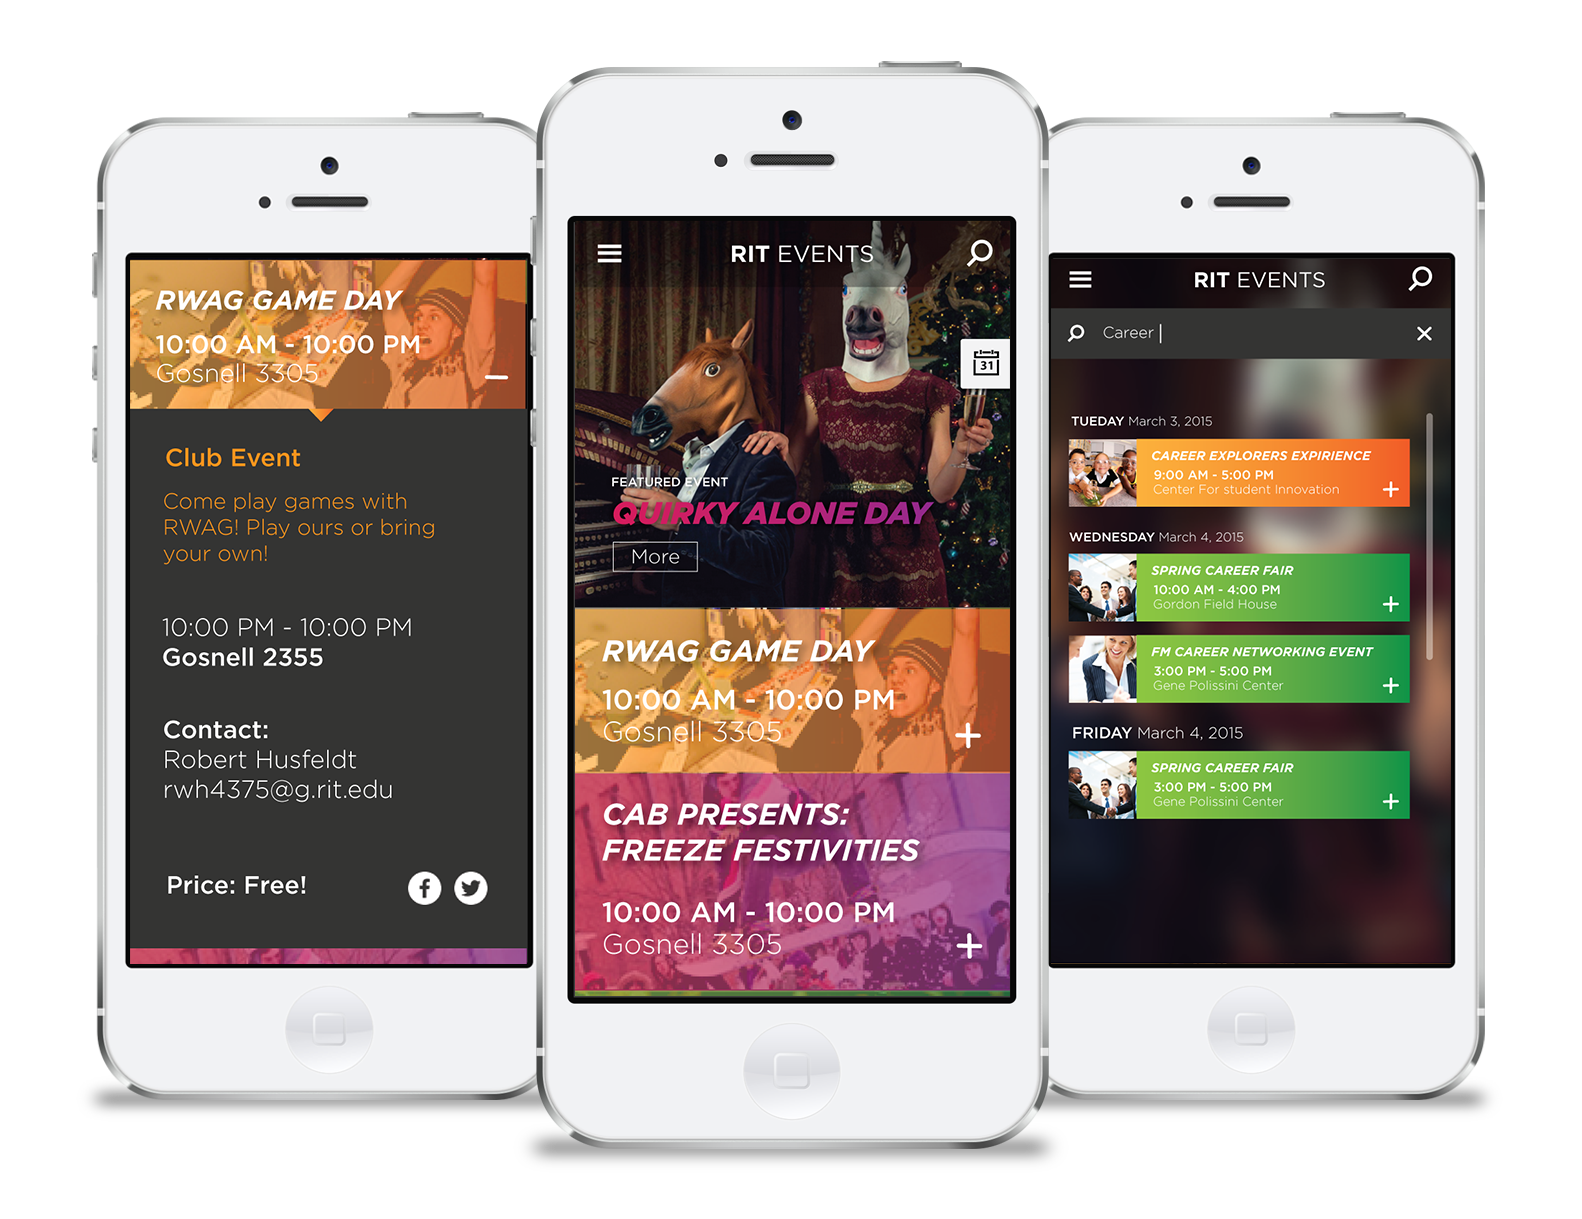 RWAG GAME DAY
10:00 AM - 10:00 PM
Gosnell 3305
Club Event
Come play games with
RWAG! Play ours or bring
your own!
10:00 PM - 10:00 PM
Gosnell 2355
Contact:
Robert Husfeldt
rwh4375@g.rit.edu
Price: Free!
RIT EVENTS
31
FEATURED EVENT
QUIRKY ALONE DAY
More
RWAG GAME DAY
10:00 AM - 10:00 PM
Gosnell 3305
CAB PRESENTS:
FREEZE FESTIVITIES
10:00 AM - 10:00 PM
Gosnell 3305
RIT EVENTS
Career
TUEDAY March 3, 2015
CAREER EXPLORERS EXPIRIENCE
9:00 AM - 5:00 PM
Center For student Innovation
WEDNESDAY March 4, 2015
SPRING CAREER FAIR
10:00 AM - 4:00 PM
Gordon Field House
FM CAREER NETWORKING EVENT
3:00 PM - 5:00 PM
Gene Polissini Center
FRIDAY March 4, 2015
SPRING CAREER FAIR
3:00 PM - 5:00 PM
Gene Polissini Center